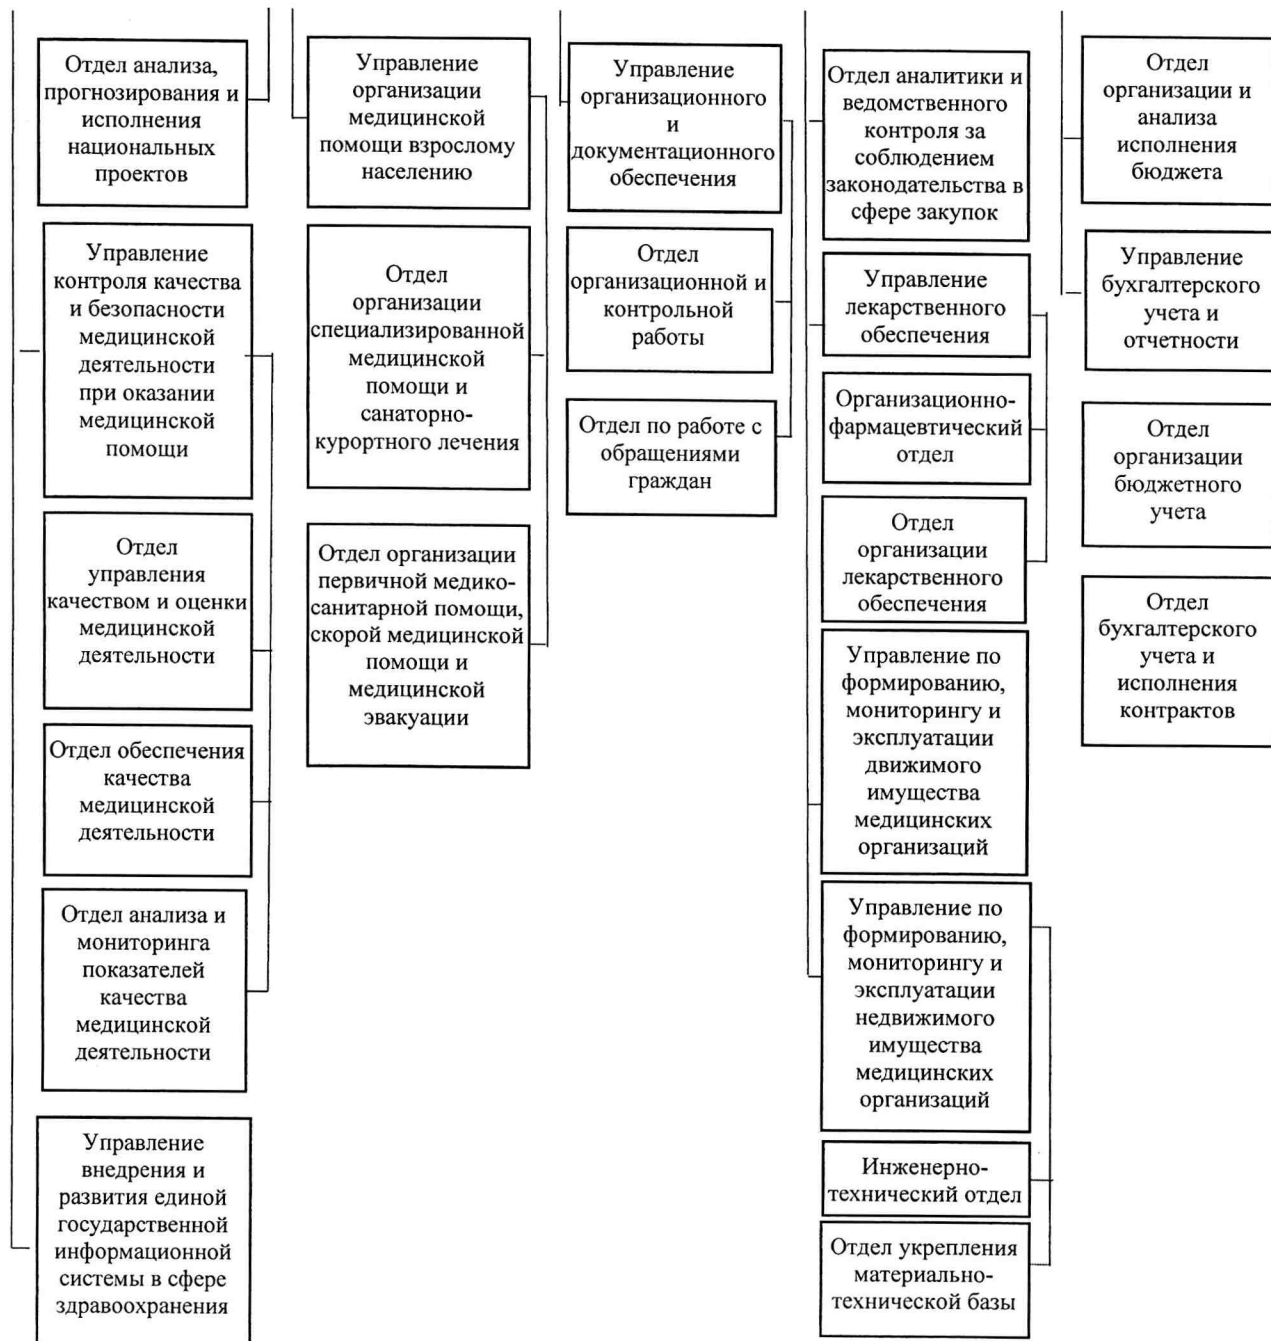 Отдел анализа,
прогнозирования и
исполнения
национальных
проектов
Управление
контроля качества
и безопасности
медицинской
деятельности
при оказании
медицинской
помощи
Отдел
управления
качеством и оценки
медицинской
деятельности
Отдел обеспечения
качества
медицинской
деятельности
Отдел анализа и
мониторинга
показателей
качества
медицинской
деятельности
Управление
внедрения и
развития единой
государственной
информационной
системы в сфере
здравоохранения
Управление
организации
медицинской
помощи взрослому
населению
Отдел
организации
специализированной
медицинской
помощи и
санаторно-
курортного лечения
Отдел организации
первичной медико-
санитарной помощи,
скорой медицинской
помощи и
медицинской
эвакуации
Управление
организационного
и
документационного
обеспечения
Отдел
организационной и
контрольной
работы
Отдел по работе с
обращениями
граждан
Отдел аналитики и
ведомственного
контроля за
соблюдением
законодательства в
сфере закупок
Управление
лекарственного
обеспечения
Организационно-
фармацевтический
отдел
Отдел
организации
лекарственного
обеспечения
Управление по
формированию,
мониторингу и
эксплуатации
движимого
имущества
медицинских
организаций
Управление по
формированию,
мониторингу и
эксплуатации
недвижимого
имущества
медицинских
организаций
Инженерно-
технический отдел
Отдел укрепления
материально-
технической базы
Отдел
организации и
анализа
исполнения
бюджета
Управление
бухгалтерского
учета и
отчетности
Отдел
организации
бюджетного
учета
Отдел
бухгалтерского
учета и
исполнения
контрактов